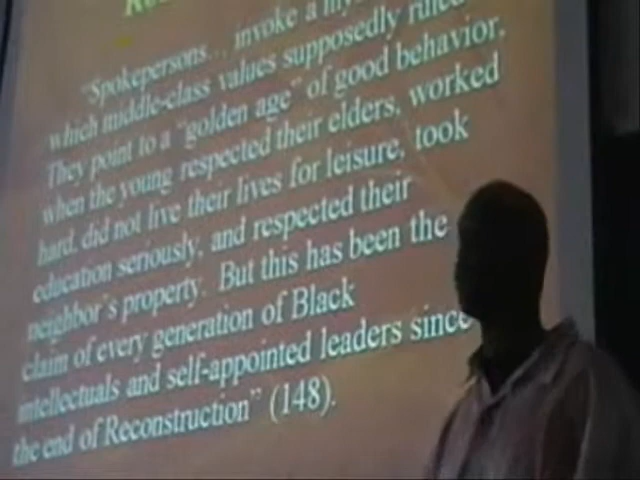 "Spokepersons... invoke a
which middle-class values supposedly ruled
They point to a "golden age" of good behavior,
when the young respected their elders, worked
hard, did not live their lives for leisure, took
education seriously, and respected their
neighbor's property. But this has been the
claim of every generation of Black
intellectuals and self-appointed leaders since
the end of Reconstruction" (148).